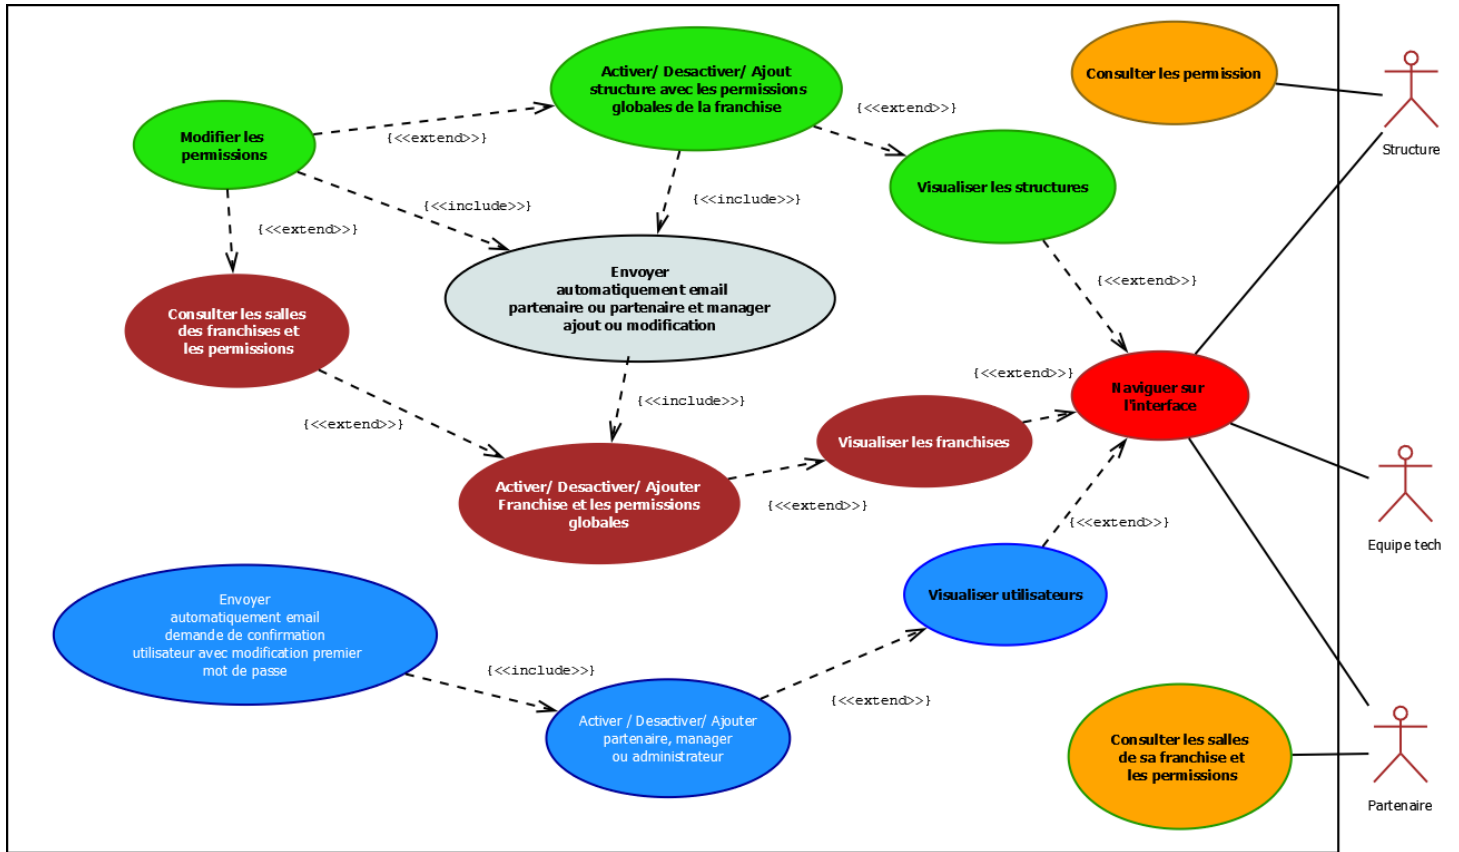 Activer/ Desactiver/ Ajout
structure avec les permissions
globales de la franchise
Consulter les permission
{<<extend>>}
Modifier les
permissions
{<<extend>>}
Structure
Visualiser les structures
{<<include>>}
{<<include>>}
{<<extend>>}
Envoyer
automatiquement email
partenaire ou partenaire et manager
ajout ou modification
{<<extend>>}
Consulter les salles
des franchises et
les permissions
{<<extend>>}
Naviguer sur
l'interface
{<<include>>}
{<<extend>>}
Visualiser les franchises
Activer/ Desactiver/ Ajouter
Franchise et les permissions
globales
{<<extend>>}
{<<extend>>}
Equipe tech
Visualiser utilisateurs
Envoyer
automatiquement email
demande de confirmation
utilisateur avec modification premier
mot de passe
{<<include>>}
{<<extend>>}
Activer / Desactiver/ Ajouter
partenaire, manager
ou administrateur
Consulter les salles
de sa franchise et
les permissions
Partenaire